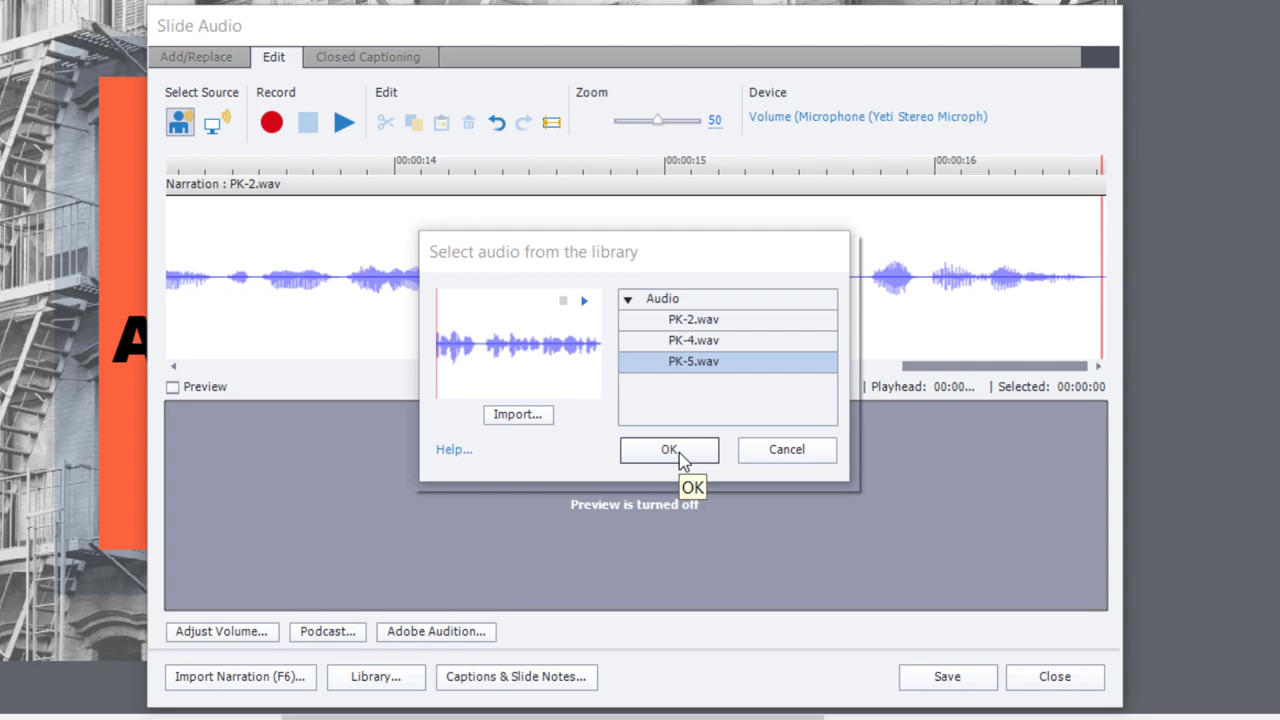 Slide Audio
Add/Replace Edit Closed Captioning
Select Source Record Edit Zoom Device
50 Volume (Microphone (Yeti Stereo Microph)
00:00:14 00:00:15 00:00:16
Narration : PK-2.wav
Select audio from the library
Audio
PK-2.wav
PK-4.wav
PK-5.wav
Preview | Playhead: 00:00... | Selected: 00:00:00
Import...
Help... OK Cancel
OK
Preview is turned off
A
Adjust Volume... Podcast... Adobe Audition...
Import Narration (F6)... Library... Captions & Slide Notes... Save Close